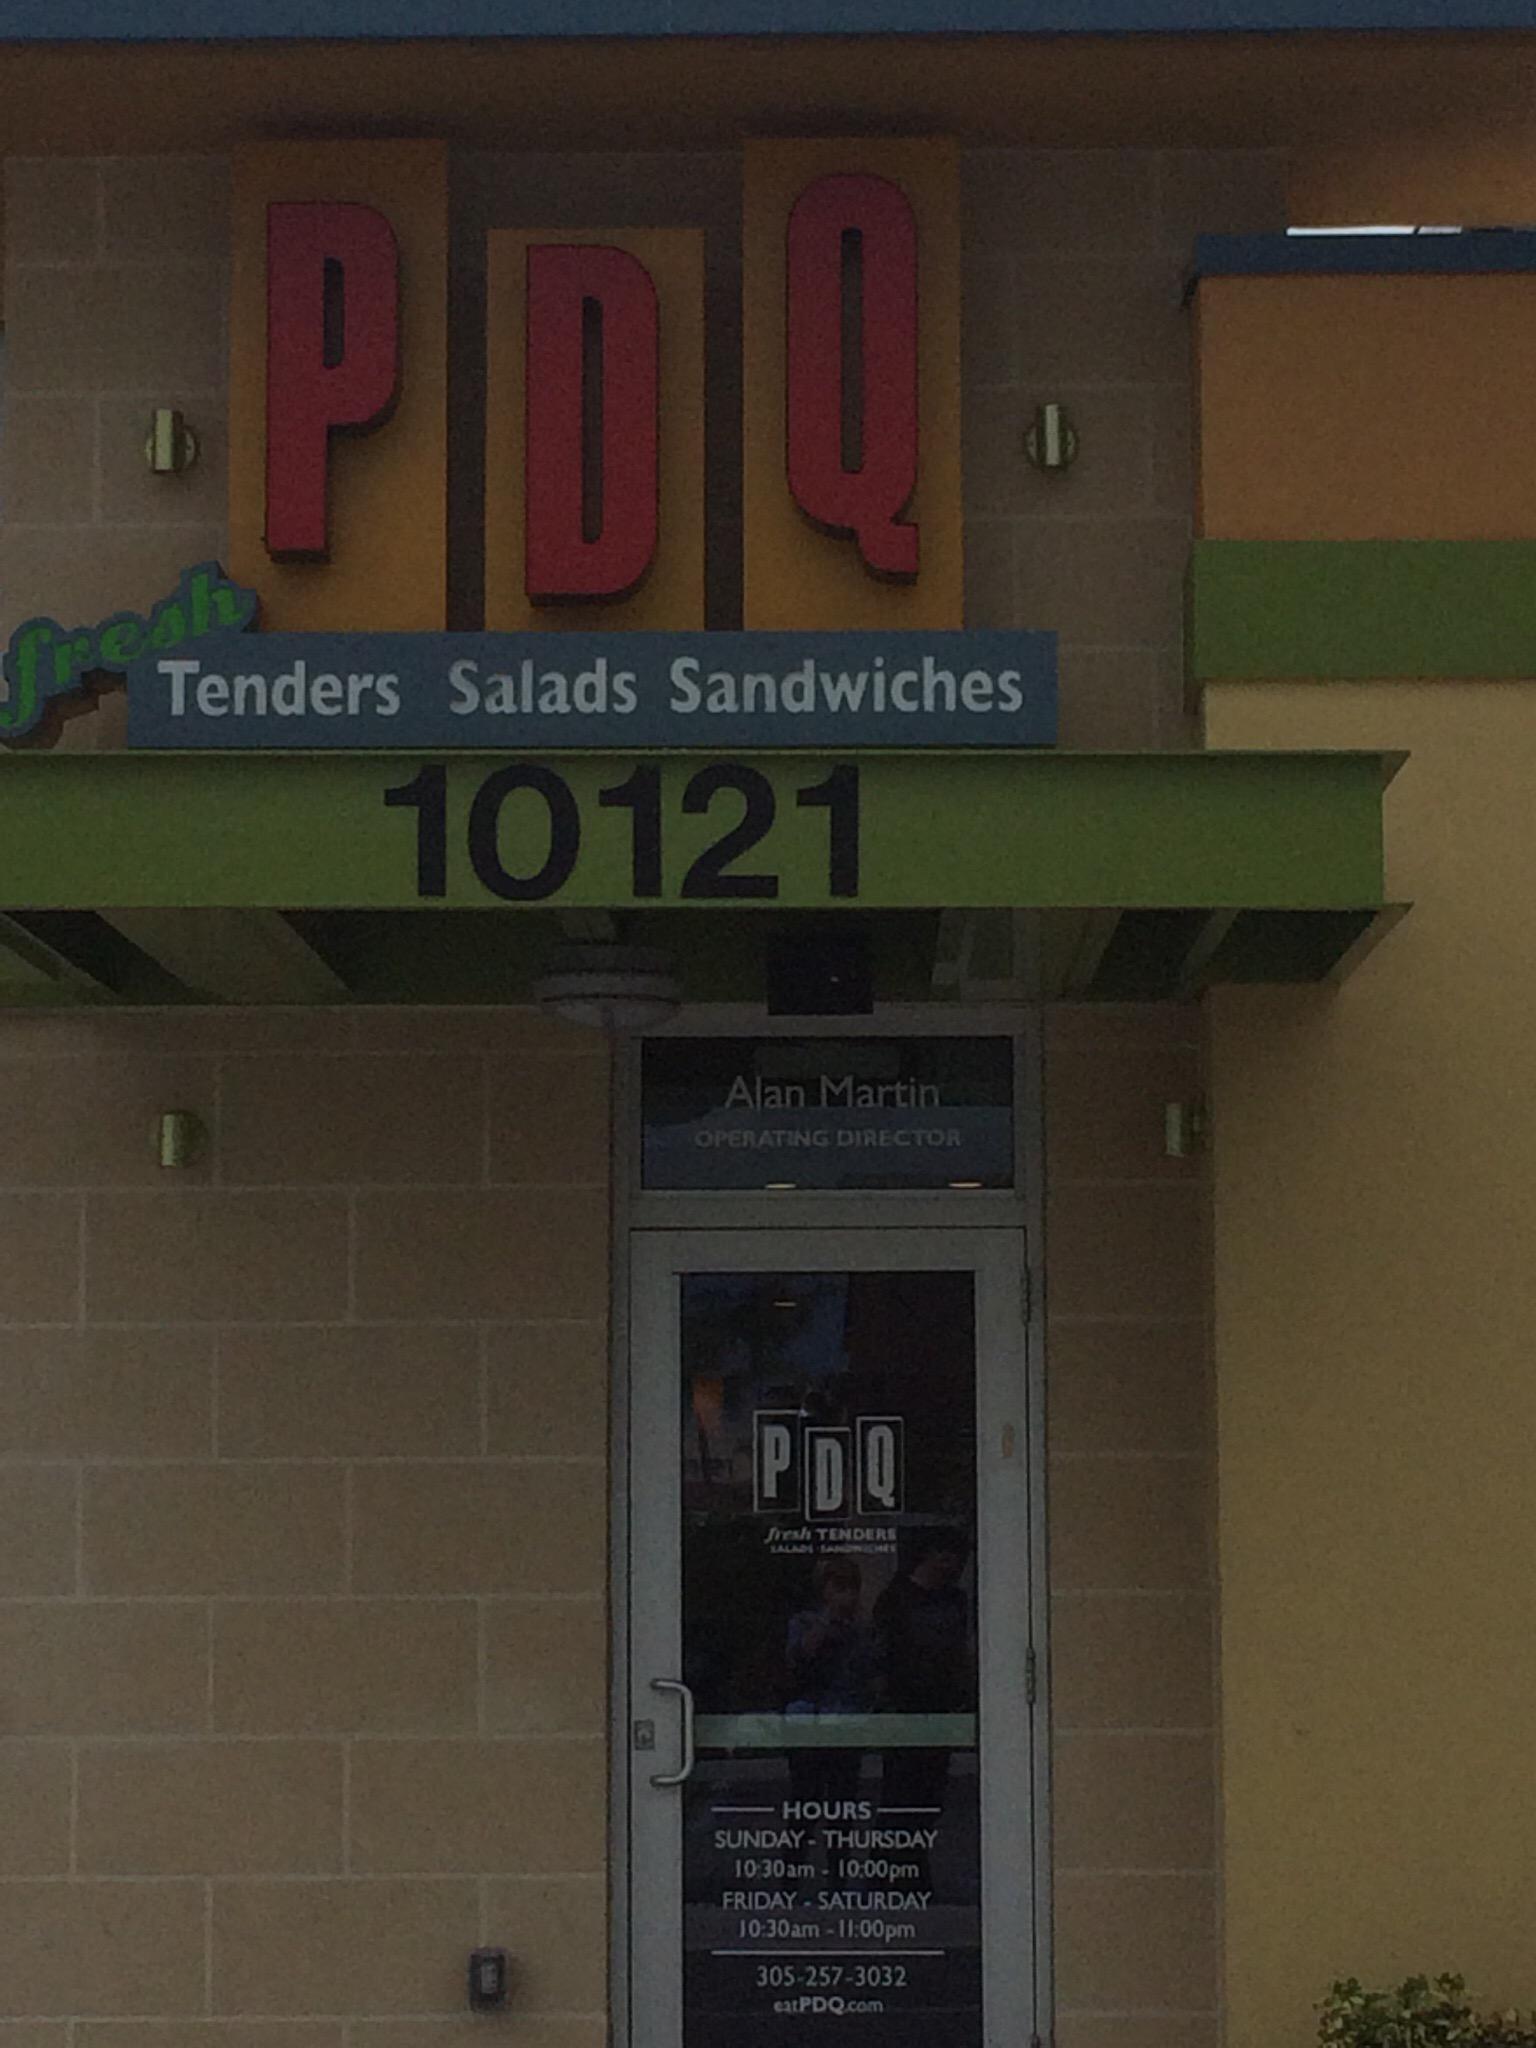 PDQ
fresh
Tenders Salads Sandwiches
10121
Alan Martin
OPERATING DIRECTOR
PDQ
fresh TENDERS
SALADS SANDWICHES
HOURS
SUNDAY - THURSDAY
10:30am - 10:00pm
FRIDAY - SATURDAY
10:30am - 11:00pm
305-257-3032
eatPDQ.com